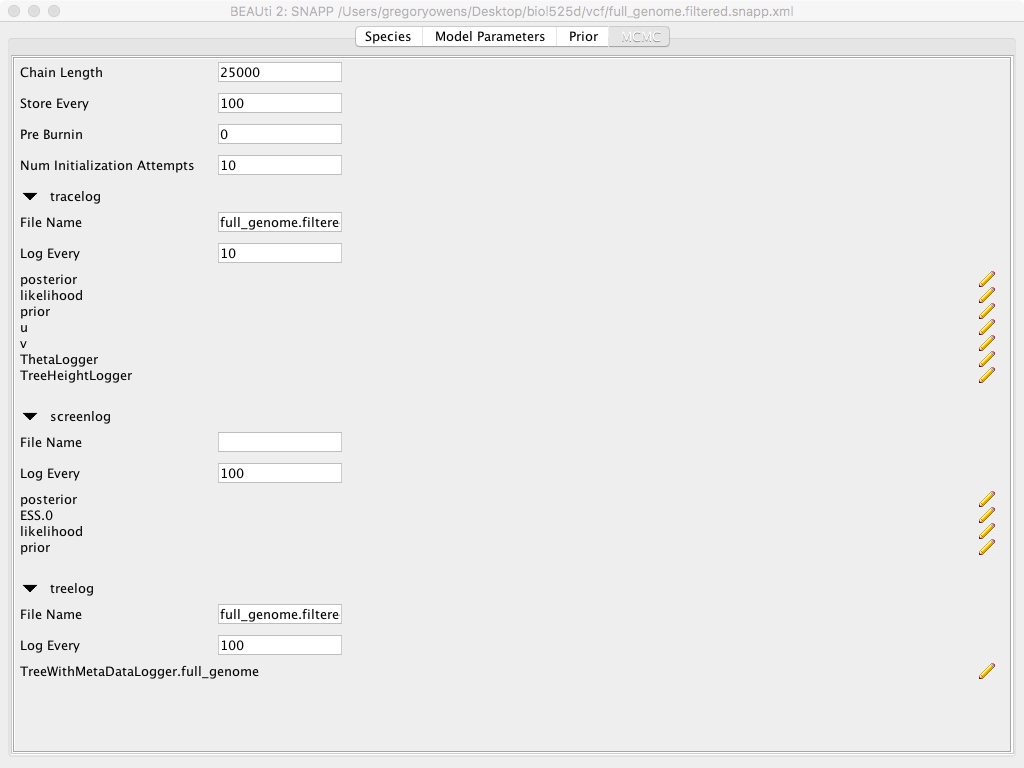 BEAUti 2: SNAPP /Users/gregoryowens/Desktop/biol525d/vcf/full_genome.filtered.snapp.xml
Species Model Parameters Prior MCMC
Chain Length 25000
Store Every 100
Pre Burnin 0
Num Initialization Attempts 10
tracelog
File Name full_genome.filtere
Log Every 10
posterior
likelihood
prior
u
v
ThetaLogger
TreeHeightLogger
screenlog
File Name
Log Every 100
posterior
ESS.0
likelihood
prior
treelog
File Name full_genome.filtere
Log Every 100
TreeWithMetaDataLogger.full_genome